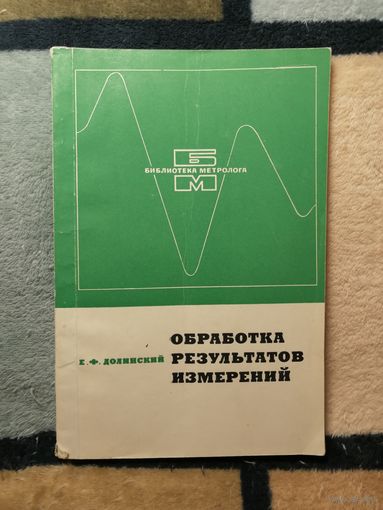 Б
БИБЛИОТЕКА МЕТРОЛОГА
М
Е.Ф. ДОЛИНСКИЙ
ОБРАБОТКА
РЕЗУЛЬТАТОВ
ИЗМЕРЕНИЙ